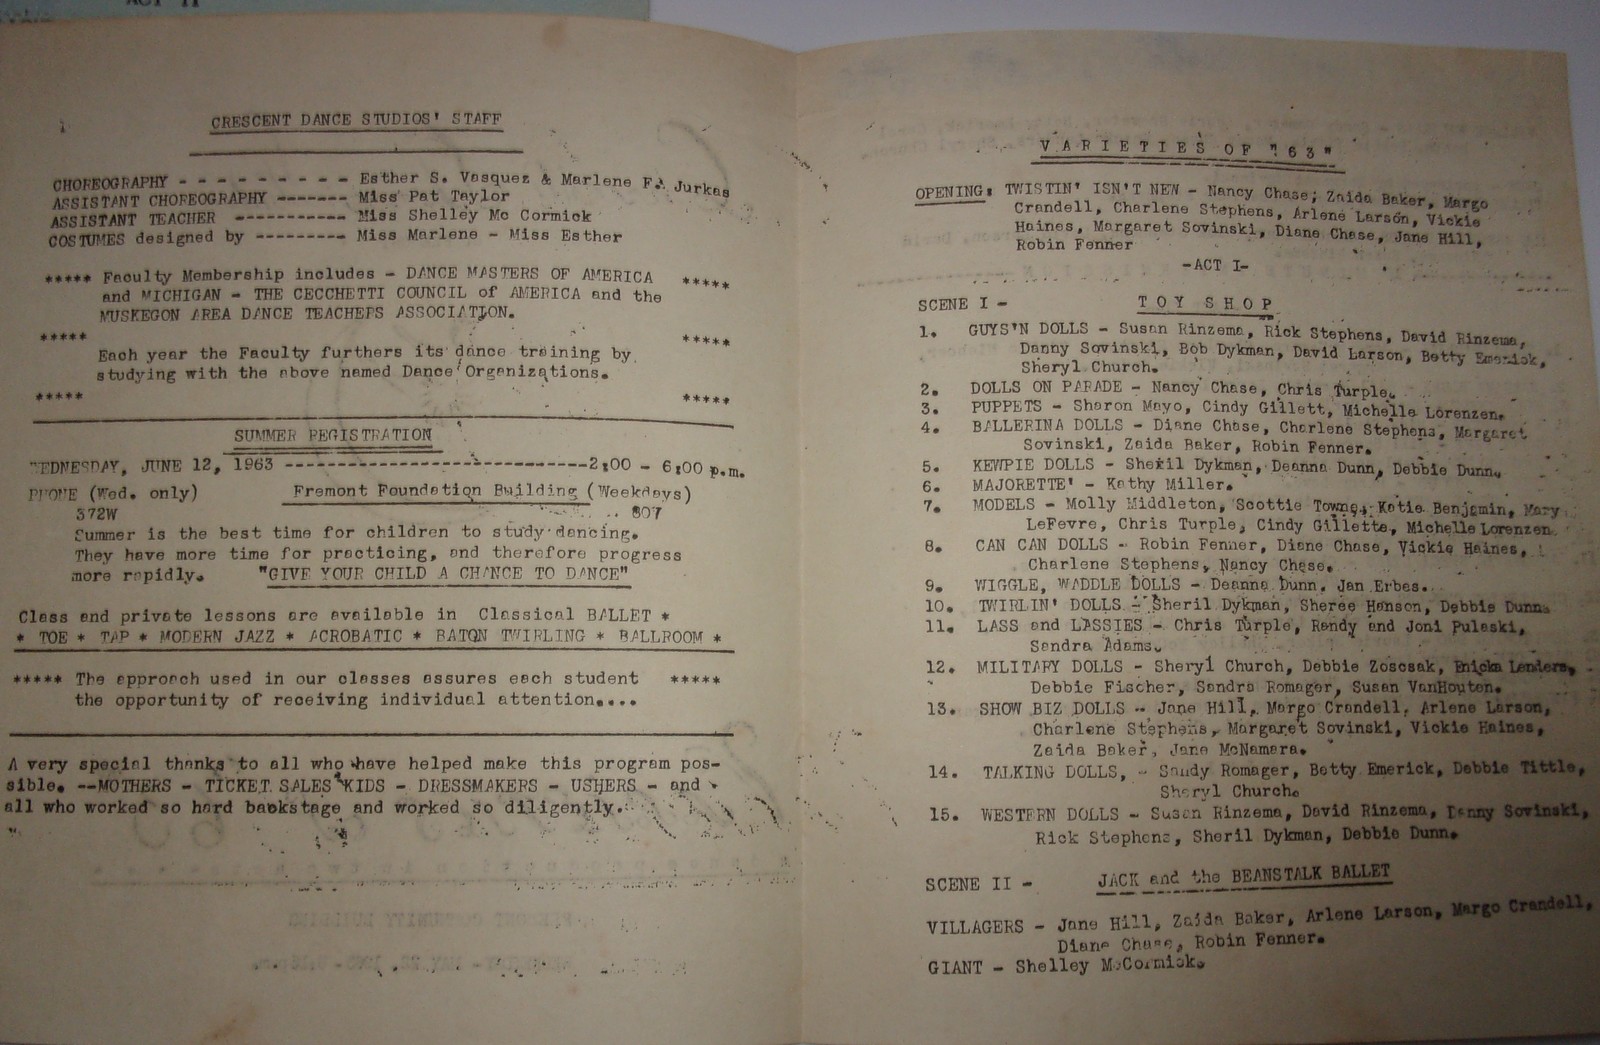 ACT II
CRESCENT DANCE STUDIOS' STAFF
CHOREOGRAPHY - - - - - - - - - Esther S. Vasquez & Marlene F. Jurkas
ASSISTANT CHOREOGRAPHY ------- Miss Pat Taylor
ASSISTANT TEACHER ----------- Miss Shelley Mc Cormick
COSTUMES designed by --------- Miss Marlene - Miss Esther
***** Faculty Membership includes - DANCE MASTERS OF AMERICA *****
and MICHIGAN - THE CECCHETTI COUNCIL of AMERICA and the
MUSKEGON AREA DANCE TEACHERS ASSOCIATION.
***** *****
Each year the Faculty furthers its dance training by
studying with the above named Dance Organizations.
***** *****
SUMMER REGISTRATION
WEDNESDAY, JUNE 12, 1963 ----------------------------2:00 - 6:00 p.m.
PHONE (Wed. only) Fremont Foundation Building (Weekdays)
372W 807
Summer is the best time for children to study dancing.
They have more time for practicing, and therefore progress
more rapidly. "GIVE YOUR CHILD A CHANCE TO DANCE"
Class and private lessons are available in Classical BALLET *
* TOE * TAP * MODERN JAZZ * ACROBATIC * BATON TWIRLING * BALLROOM *
***** The approach used in our classes assures each student *****
the opportunity of receiving individual attention....
A very special thanks to all who have helped make this program pos-
sible. --MOTHERS - TICKET SALES KIDS - DRESSMAKERS - USHERS - and
all who worked so hard backstage and worked so diligently.
VARIETIES OF "63"
OPENING: TWISTIN' ISN'T NEW - Nancy Chase, Zaida Baker, Margo
Crandell, Charlene Stephens, Arlene Larson, Vickie
Haines, Margaret Sovinski, Diane Chase, Jane Hill,
Robin Fenner
-ACT I-
SCENE I - TOY SHOP
1. GUYS'N DOLLS - Susan Rinzema, Rick Stephens, David Rinzema,
Danny Sovinski, Bob Dykman, David Larson, Betty Emerick,
Sheryl Church.
2. DOLLS ON PARADE - Nancy Chase, Chris Turple.
3. PUPPETS - Sharon Mayo, Cindy Gillett, Michelle Lorenzen.
4. BALLERINA DOLLS - Diane Chase, Charlene Stephens, Margaret
Sovinski, Zaida Baker, Robin Fenner.
5. KEWPIE DOLLS - Sheril Dykman, Deanna Dunn, Debbie Dunn.
6. MAJORETTE' - Kathy Miller.
7. MODELS - Molly Middleton, Scottie Towne, Katie Benjamin, Mary
LeFevre, Chris Turple, Cindy Gillette, Michelle Lorenzen.
8. CAN CAN DOLLS - Robin Fenner, Diane Chase, Vickie Haines,
Charlene Stephens, Nancy Chase.
9. WIGGLE, WADDLE DOLLS - Deanna Dunn, Jan Erbes.
10. TWIRLIN' DOLLS - Sheril Dykman, Sheree Hanson, Debbie Dunn.
11. LASS and LASSIES - Chris Turple, Randy and Joni Pulaski,
Sandra Adams.
12. MILITARY DOLLS - Sheryl Church, Debbie Zoscsak,
Debbie Fischer, Sandra Romager, Susan VanHouten.
13. SHOW BIZ DOLLS - Jane Hill, Margo Crandell, Arlene Larson,
Charlene Stephens, Margaret Sovinski, Vickie Haines,
Zaida Baker, Jane McNamara.
14. TALKING DOLLS, - Sandy Romager, Betty Emerick, Debbie Tittle,
Sheryl Church.
15. WESTERN DOLLS - Susan Rinzema, David Rinzema, Danny Sovinski,
Rick Stephens, Sheril Dykman, Debbie Dunn.
SCENE II - JACK and the BEANSTALK BALLET
VILLAGERS - Jane Hill, Zaida Baker, Arlene Larson, Margo Crandell,
Diane Chase, Robin Fenner.
GIANT - Shelley McCormick.